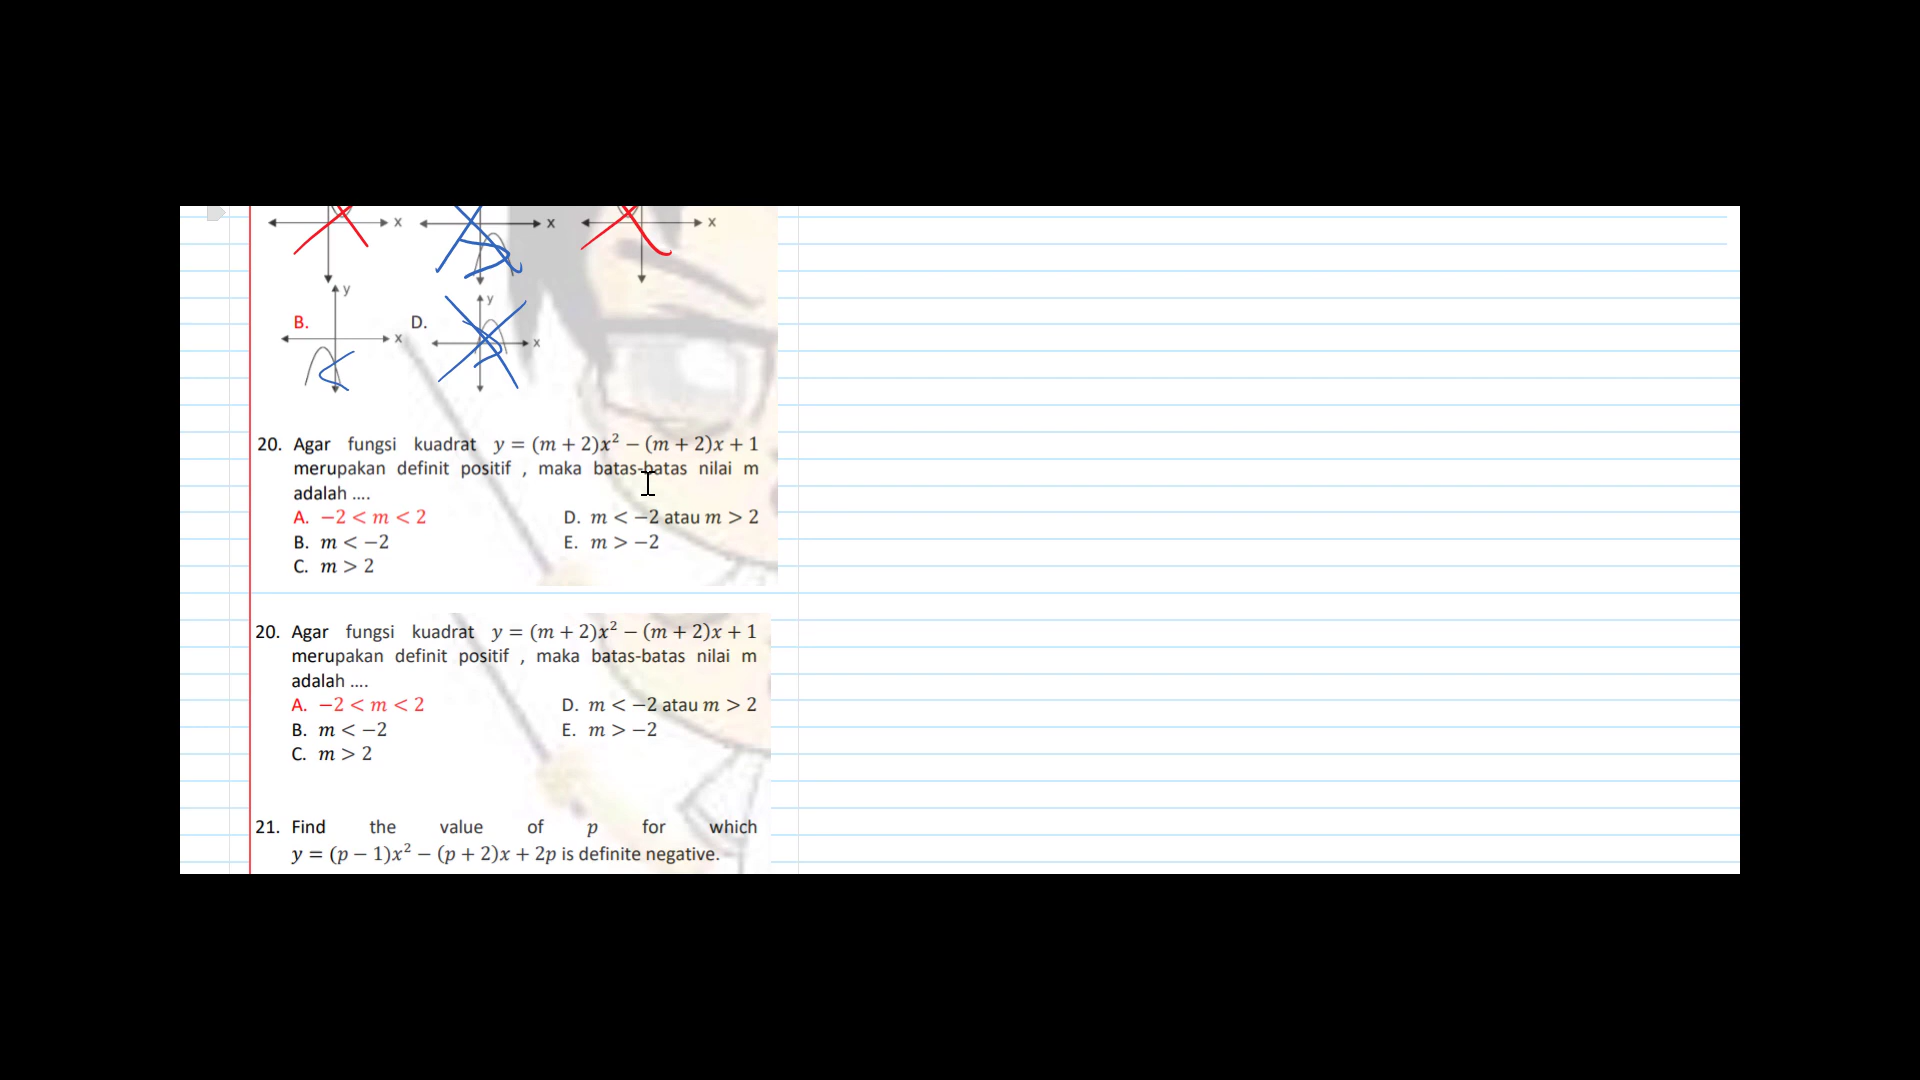 x x x
y y
B. D.
x x
20. Agar fungsi kuadrat y = (m + 2)x² − (m + 2)x + 1
merupakan definit positif , maka batas-batas nilai m
adalah ....
A. −2 < m < 2 D. m < −2 atau m > 2
B. m < −2 E. m > −2
C. m > 2
20. Agar fungsi kuadrat y = (m + 2)x² − (m + 2)x + 1
merupakan definit positif , maka batas-batas nilai m
adalah ....
A. −2 < m < 2 D. m < −2 atau m > 2
B. m < −2 E. m > −2
C. m > 2
21. Find the value of p for which
y = (p − 1)x² − (p + 2)x + 2p is definite negative.